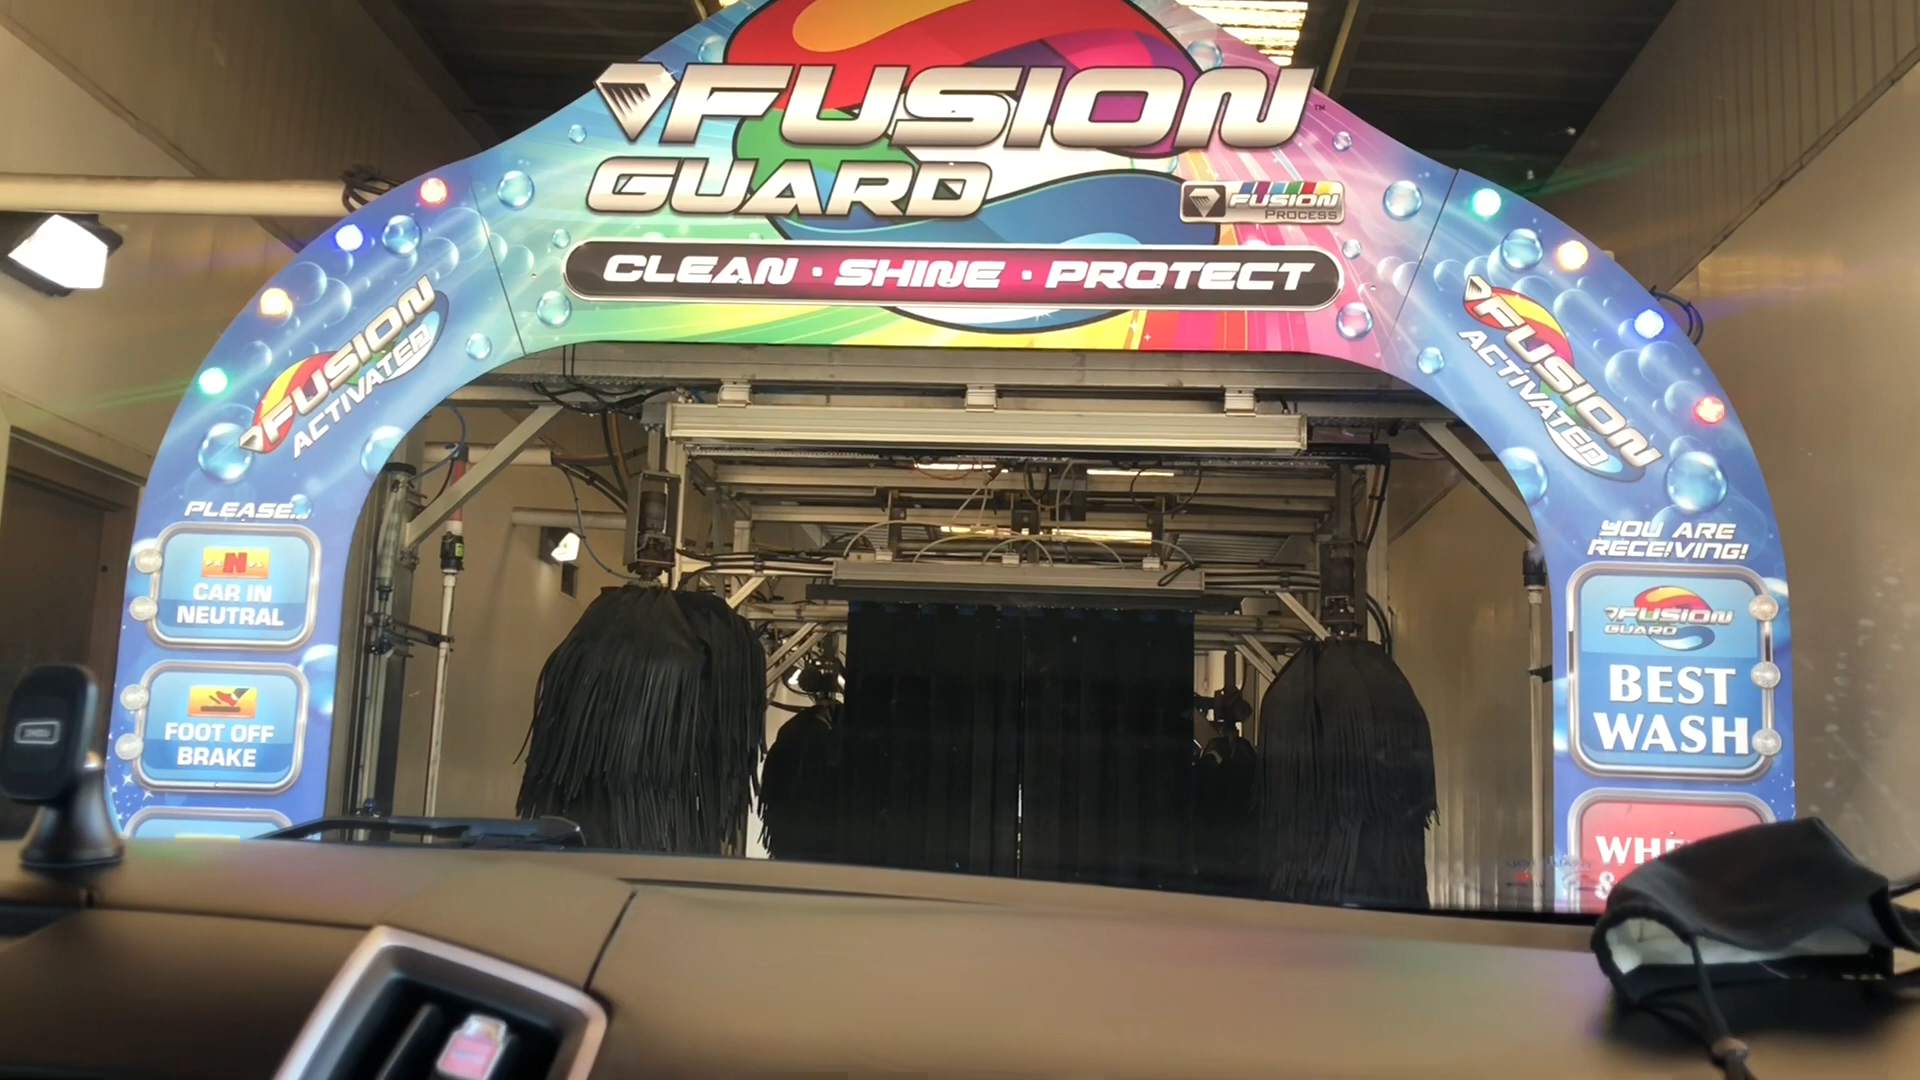 FUSION™
GUARD
FUSION
PROCESS
CLEAN · SHINE · PROTECT
FUSION
ACTIVATED
FUSION
ACTIVATED
PLEASE...
N
CAR IN
NEUTRAL
FOOT OFF
BRAKE
YOU ARE
RECEIVING!
FUSION
GUARD
BEST
WASH
&